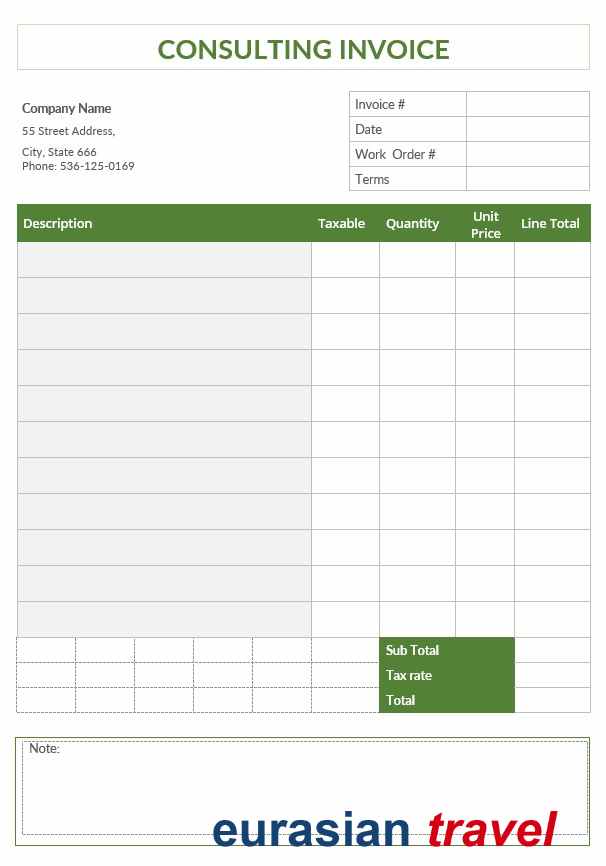 CONSULTING INVOICE
Company Name
55 Street Address,
City, State 666
Phone: 536-125-0169
Invoice #
Date
Work Order #
Terms
Description Taxable Quantity Unit Price Line Total
Sub Total
Tax rate
Total
Note:
eurasian travel